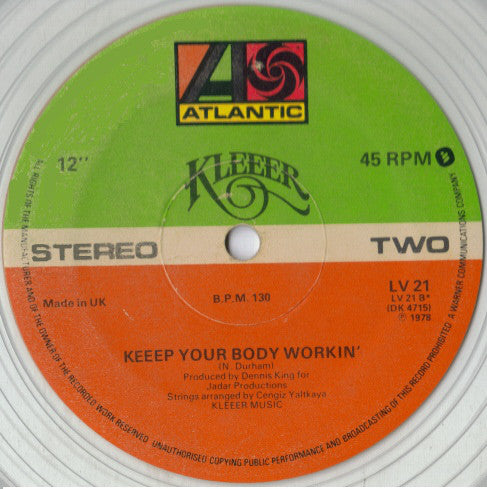 ATLANTIC
12"
KLEEER
45 RPM
STEREO
TWO
LV 21
LV 21 B*
(DK 4715)
℗ 1978
Made in UK
B.P.M. 130
KEEEP YOUR BODY WORKIN'
(N. Durham)
Produced by Dennis King for
Jadar Productions
Strings arranged by Cengiz Yaltkaya
KLEEER MUSIC
ALL RIGHTS OF THE MANUFACTURER AND OF THE OWNER OF THE RECORDED WORK RESERVED. UNAUTHORISED COPYING PUBLIC PERFORMANCE AND BROADCASTING OF THIS RECORD PROHIBITED. A WARNER COMMUNICATIONS COMPANY.